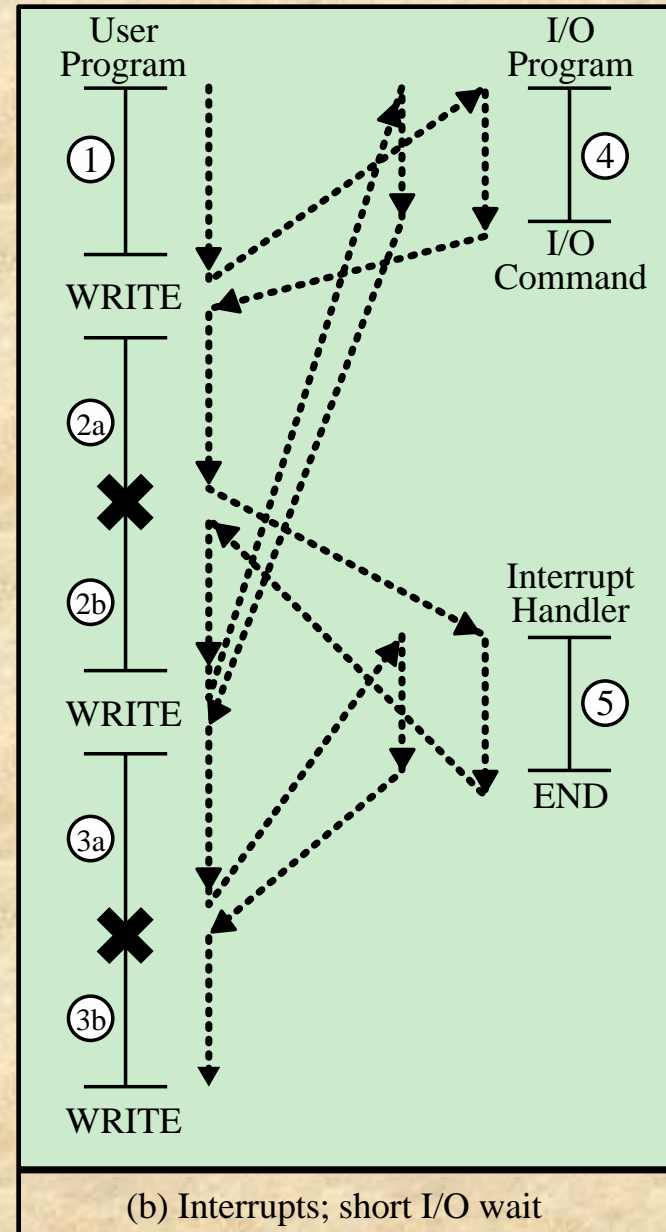 User
Program
1
WRITE
2a
2b
WRITE
3a
3b
WRITE
I/O
Program
4
I/O
Command
Interrupt
Handler
5
END
(b) Interrupts; short I/O wait